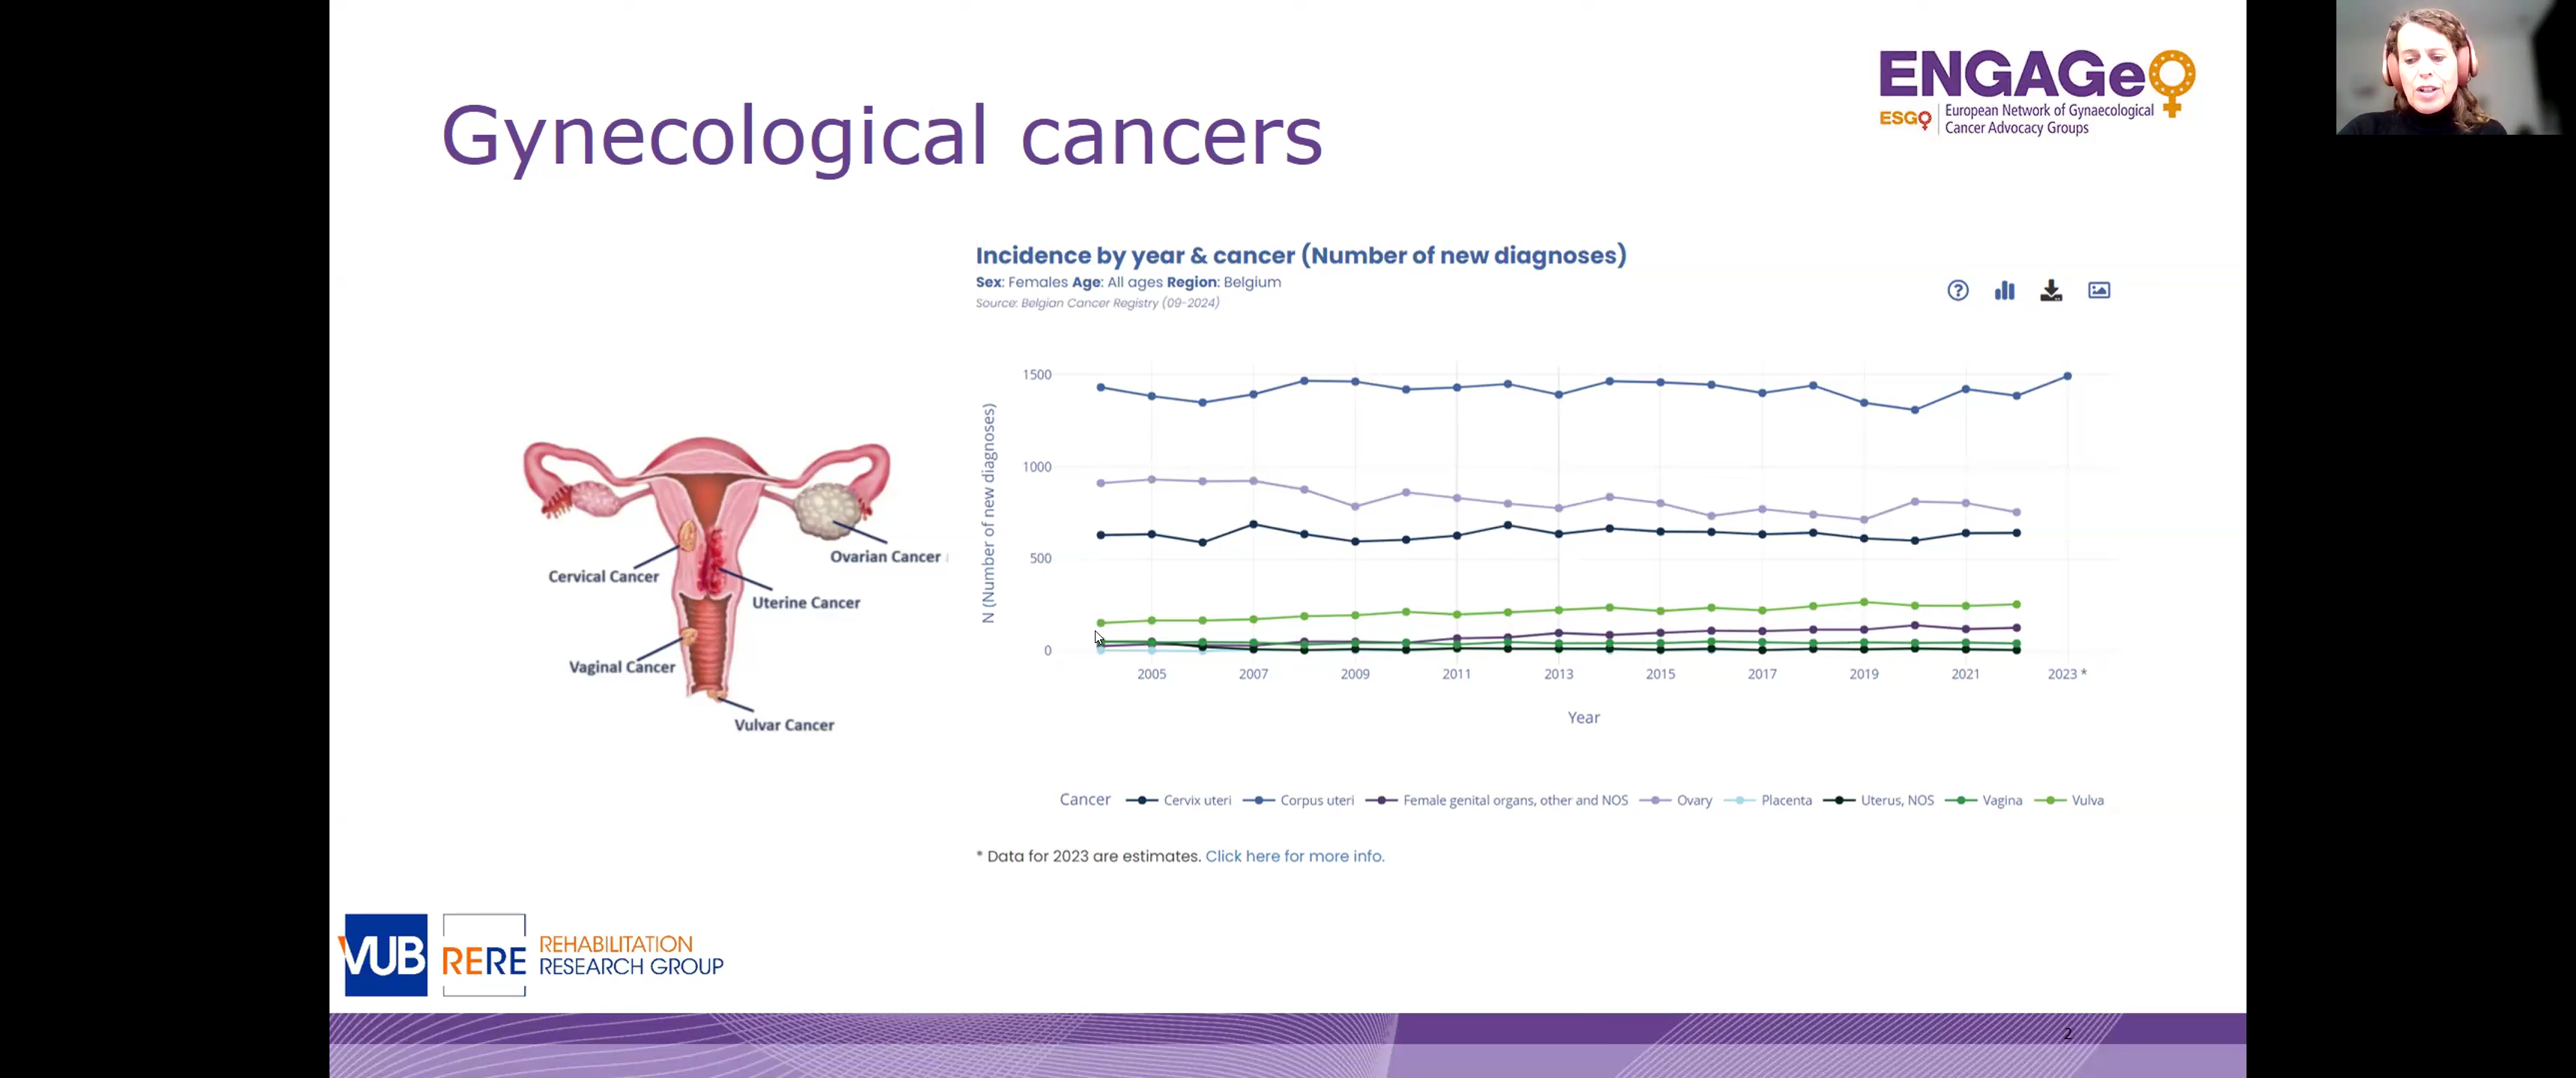 Gynecological cancers
ENGAGe
ESGO
European Network of Gynaecological
Cancer Advocacy Groups
Incidence by year & cancer (Number of new diagnoses)
Sex: Females Age: All ages Region: Belgium
Source: Belgian Cancer Registry (09-2024)
Cervical Cancer
Ovarian Cancer
Uterine Cancer
Vaginal Cancer
Vulvar Cancer
N (Number of new diagnoses)
1500
1000
500
0
2005 2007 2009 2011 2013 2015 2017 2019 2021 2023 *
Year
Cancer Cervix uteri Corpus uteri Female genital organs, other and NOS Ovary Placenta Uterus, NOS Vagina Vulva
* Data for 2023 are estimates. Click here for more info.
VUB
RERE
REHABILITATION
RESEARCH GROUP
2